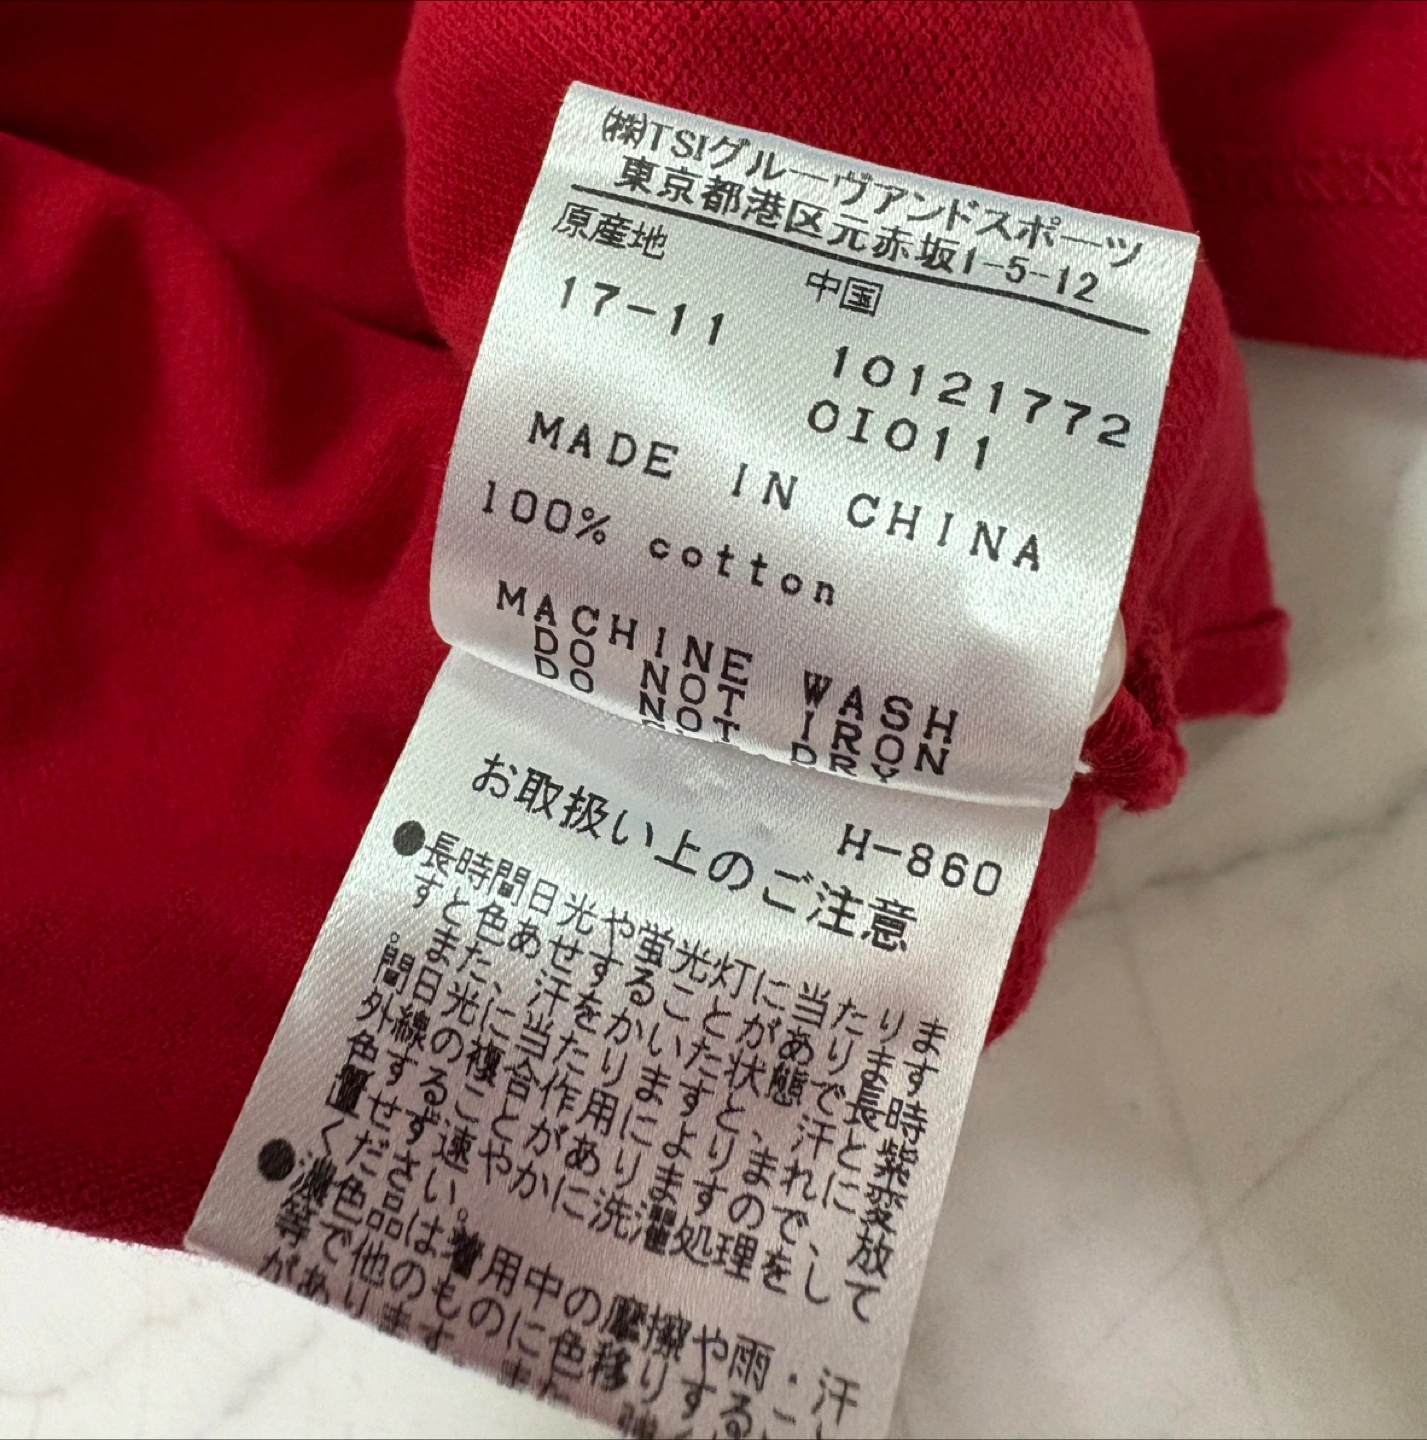 ㈱TSIグルーヴアンドスポーツ
東京都港区元赤坂1-5-12
原産地
中国
17-11
10121772
01011
MADE IN CHINA
100% cotton
MACHINE WASH
DO NOT IRON
DO NOT DRY
H-860
お取扱い上のご注意
●長時間日光や蛍光灯に当たりま
すと色あせすることがあります
。また、汗をかいた状態で長時
間日光に当たりますと、汗と紫
外線の複合作用によりまれに変
色することがありますので、放
置せず速やかに洗濯処理をして
ください。
●濃色品は着用中の摩擦や雨・汗
等で他のものに色移りする
があります。また